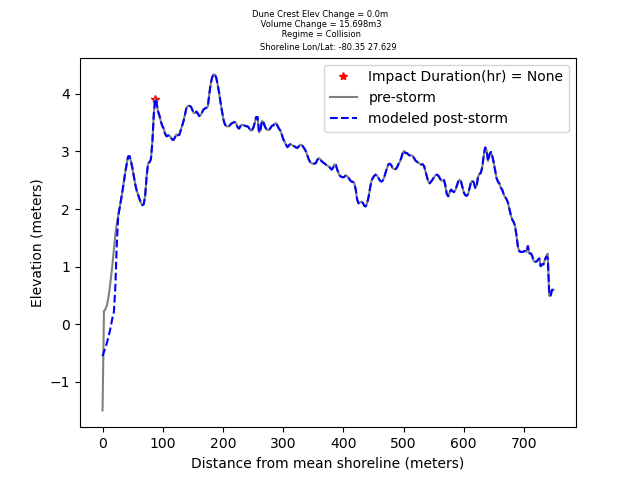 Dune Crest Elev Change = 0.0m
Volume Change = 15.698m3
Regime = Collision
Shoreline Lon/Lat: -80.35 27.629
Impact Duration(hr) = None
pre-storm
modeled post-storm
Elevation (meters)
4
3
2
1
0
−1
0 100 200 300 400 500 600 700
Distance from mean shoreline (meters)